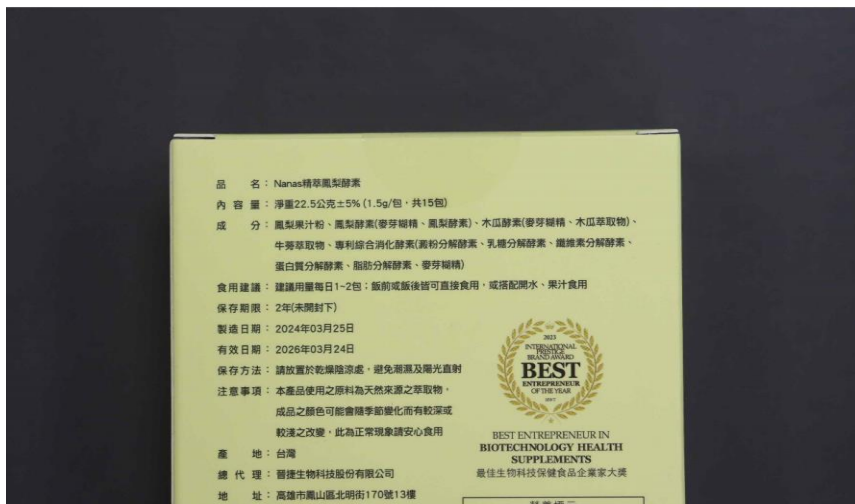 品 名：Nanas精萃鳳梨酵素
內 容 量：淨重22.5公克±5% (1.5g/包，共15包)
成 分：鳳梨果汁粉、鳳梨酵素(麥芽糊精、鳳梨酵素)、木瓜酵素(麥芽糊精、木瓜萃取物)、
牛蒡萃取物、專利綜合消化酵素(澱粉分解酵素、乳糖分解酵素、纖維素分解酵素、
蛋白質分解酵素、脂肪分解酵素、麥芽糊精)
食用建議：建議用量每日1~2包；飯前或飯後皆可直接食用，或搭配開水、果汁食用
保存期限：2年(未開封下)
製造日期：2024年03月25日
有效日期：2026年03月24日
保存方法：請放置於乾燥陰涼處，避免潮濕及陽光直射
注意事項：本產品使用之原料為天然來源之萃取物，
成品之顏色可能會隨季節變化而有較深或
較淺之改變，此為正常現象請安心食用
產 地：台灣
總 代 理：晉捷生物科技股份有限公司
地 址：高雄市鳳山區北明街170號13樓
2023
INTERNATIONAL
PRESTIGE
BRAND AWARD
BEST
ENTREPRENEUR
OF THE YEAR
BEST ENTREPRENEUR IN
BIOTECHNOLOGY HEALTH
SUPPLEMENTS
最佳生物科技保健食品企業家大獎